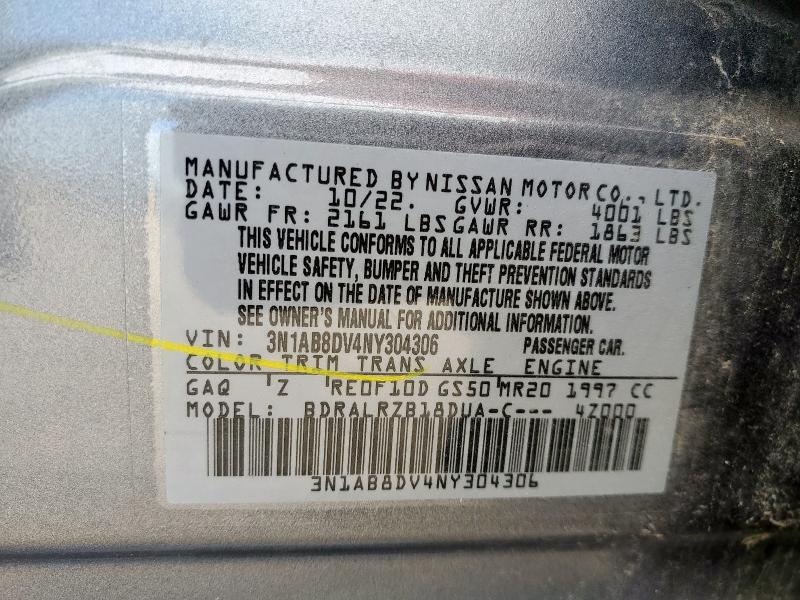 MANUFACTURED BY NISSAN MOTOR CO., LTD.
DATE: 10/22. GVWR: 4001 LBS
GAWR FR: 2161 LBS GAWR RR: 1863 LBS
THIS VEHICLE CONFORMS TO ALL APPLICABLE FEDERAL MOTOR
VEHICLE SAFETY, BUMPER AND THEFT PREVENTION STANDARDS
IN EFFECT ON THE DATE OF MANUFACTURE SHOWN ABOVE.
SEE OWNER'S MANUAL FOR ADDITIONAL INFORMATION.
VIN: 3N1AB8DV4NY304306 PASSENGER CAR.
COLOR TRIM TRANS AXLE ENGINE
GAQ Z RE0F10D GS50 MR20 1997 CC
MODEL: BDRALRZB18DUA-C--- 4Z000
3N1AB8DV4NY304306